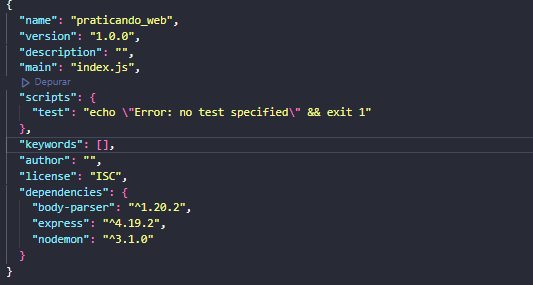 {
"name": "praticando_web",
"version": "1.0.0",
"description": "",
"main": "index.js",
Depurar
"scripts": {
"test": "echo \"Error: no test specified\" && exit 1"
},
"keywords": [],
"author": "",
"license": "ISC",
"dependencies": {
"body-parser": "^1.20.2",
"express": "^4.19.2",
"nodemon": "^3.1.0"
}
}